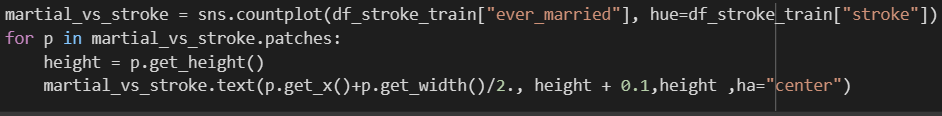 martial_vs_stroke = sns.countplot(df_stroke_train["ever_married"], hue=df_stroke_train["stroke"])
for p in martial_vs_stroke.patches:
    height = p.get_height()
    martial_vs_stroke.text(p.get_x()+p.get_width()/2., height + 0.1,height ,ha="center")